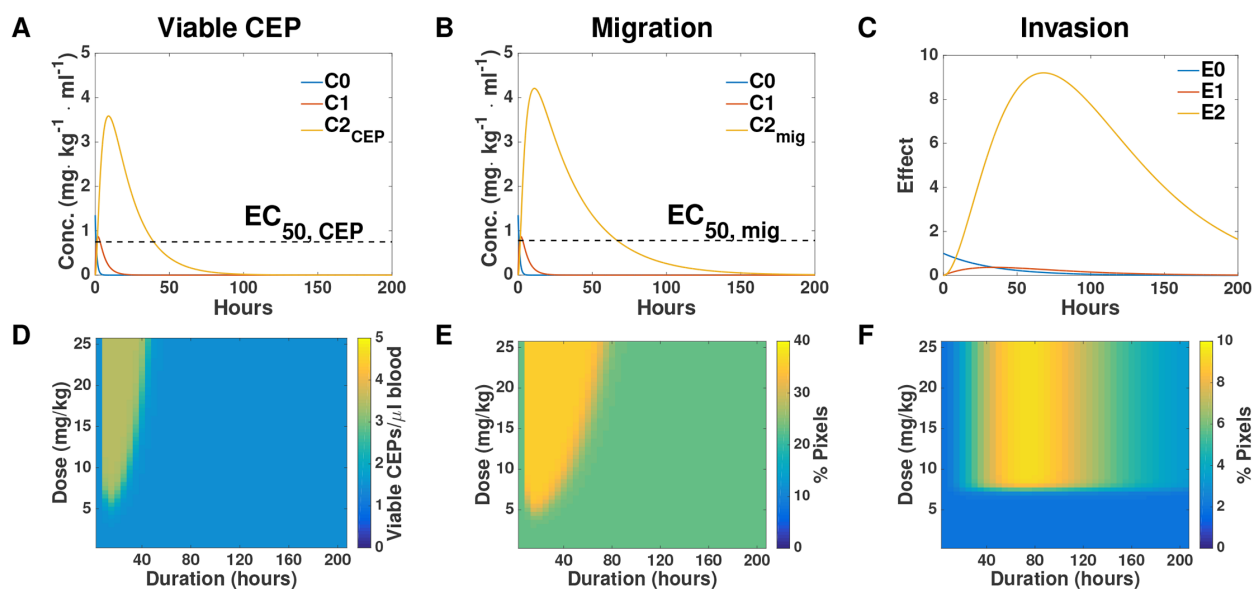 A
Viable CEP
5
4
3
2
1
0
Conc. (mg· kg⁻¹ · ml⁻¹)
C0
C1
C2CEP
EC50, CEP
0 50 100 150 200
Hours
B
Migration
5
4
3
2
1
0
Conc. (mg· kg⁻¹ · ml⁻¹)
C0
C1
C2mig
EC50, mig
0 50 100 150 200
Hours
C
Invasion
10
8
6
4
2
0
Effect
E0
E1
E2
0 50 100 150 200
Hours
D
25
20
15
10
5
Dose (mg/kg)
40 80 120 160 200
Duration (hours)
5
4
3
2
1
0
Viable CEPs/μl blood
E
25
20
15
10
5
Dose (mg/kg)
40 80 120 160 200
Duration (hours)
40
30
20
10
0
% Pixels
F
25
20
15
10
5
Dose (mg/kg)
40 80 120 160 200
Duration (hours)
10
8
6
4
2
0
% Pixels